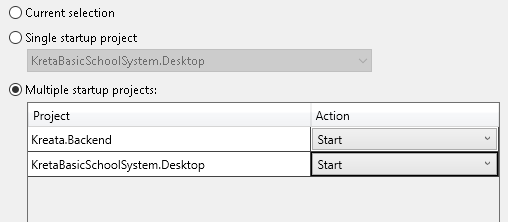 Current selection
Single startup project
KretaBasicSchoolSystem.Desktop
Multiple startup projects:
Project Action
Kreata.Backend Start
KretaBasicSchoolSystem.Desktop Start